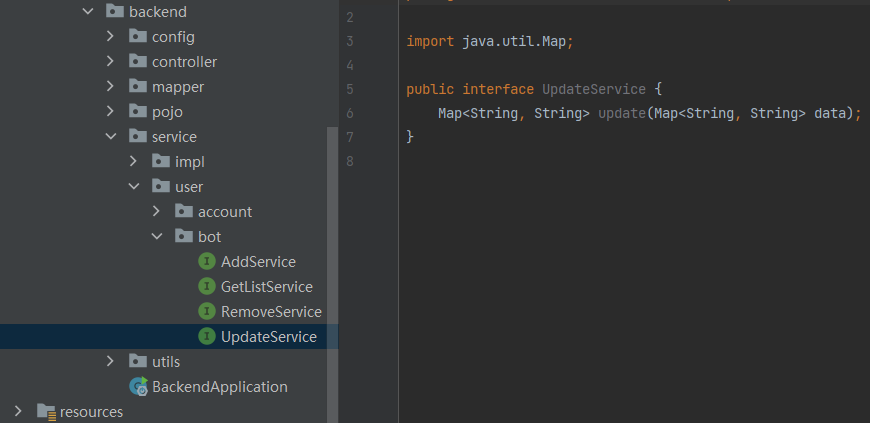 backend
config
controller
mapper
pojo
service
impl
user
account
bot
AddService
GetListService
RemoveService
UpdateService
utils
BackendApplication
resources
2
3 import java.util.Map;
4
5 public interface UpdateService {
6 Map<String, String> update(Map<String, String> data);
7 }
8